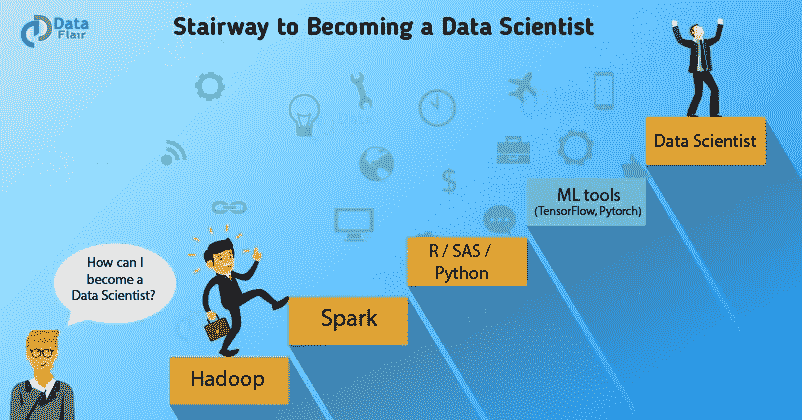 Data
Flair
Stairway to Becoming a Data Scientist
Data Scientist
ML tools
(TensorFlow, Pytorch)
R / SAS /
Python
Spark
Hadoop
How can I
become a
Data Scientist?